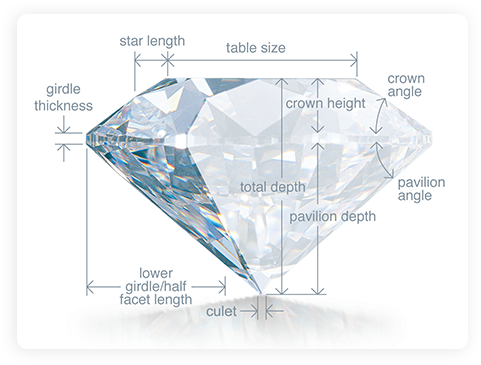 star length
table size
girdle
thickness
crown height
crown
angle
total depth
pavilion depth
pavilion
angle
lower
girdle/half
facet length
culet